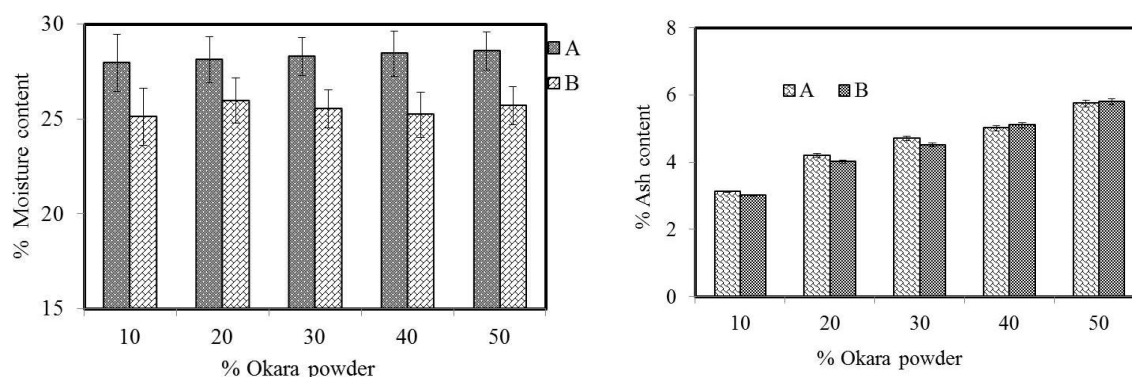 % Moisture content
30
25
20
15
10 20 30 40 50
% Okara powder
A
B
% Ash content
8
6
4
2
0
A B
10 20 30 40 50
% Okara powder